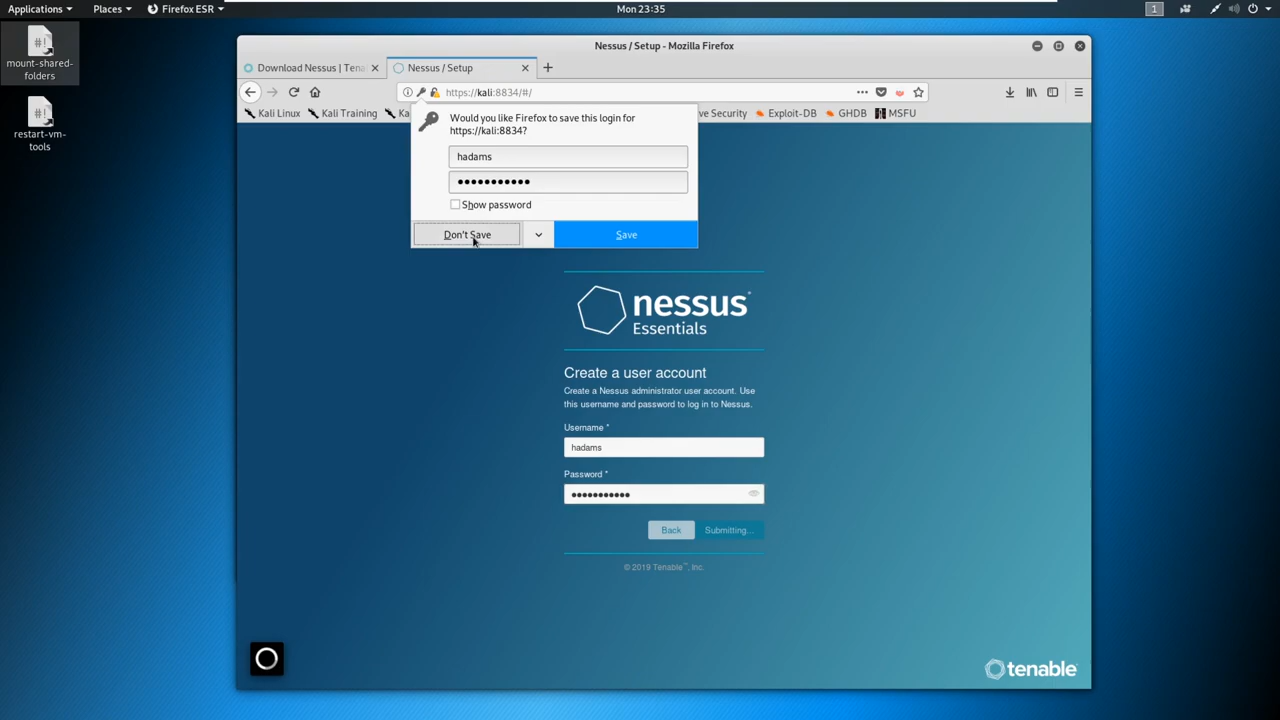 Applications
Places
Firefox ESR
Mon 23:35
1
#!
mount-shared-
folders
#!
restart-vm-
tools
Nessus / Setup - Mozilla Firefox
Download Nessus | Tena
Nessus / Setup
https://kali:8834/#/
Kali Linux
Kali Training
Ka
ve Security
Exploit-DB
GHDB
MSFU
Would you like Firefox to save this login for
https://kali:8834?
hadams
•••••••••••
Show password
Don't Save
Save
nessus
Essentials
Create a user account
Create a Nessus administrator user account. Use
this username and password to log in to Nessus.
Username *
hadams
Password *
•••••••••••
Back
Submitting...
© 2019 Tenable™, Inc.
tenable